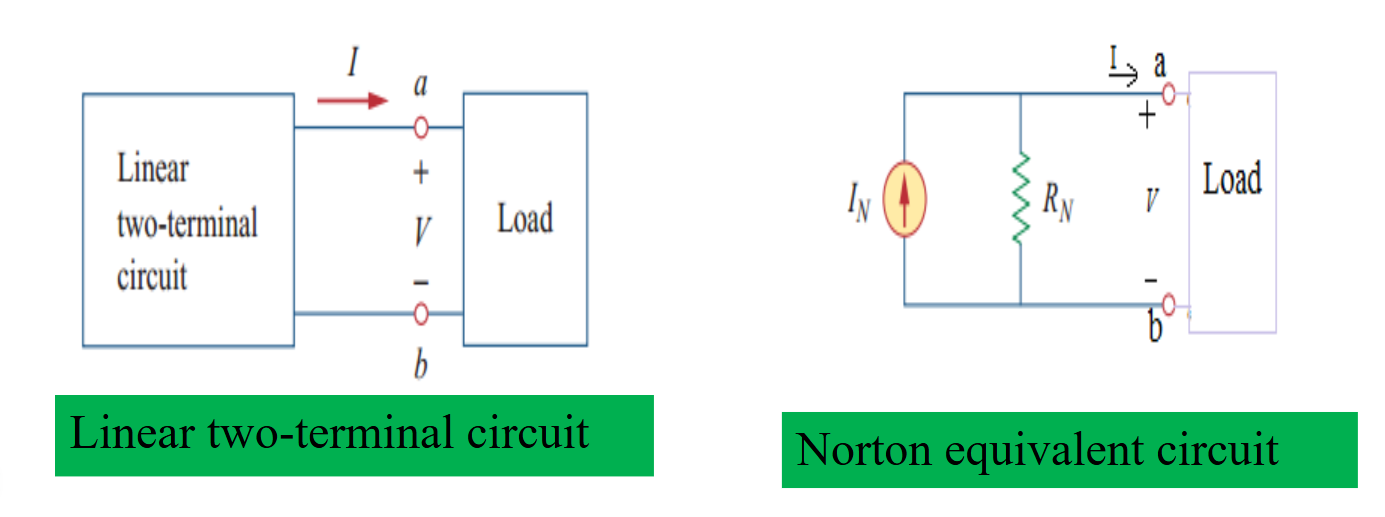 I
a
Linear
two-terminal
circuit
+
V
−
Load
b
Linear two-terminal circuit
I
a
+
I_N
R_N
V
Load
−
b
Norton equivalent circuit